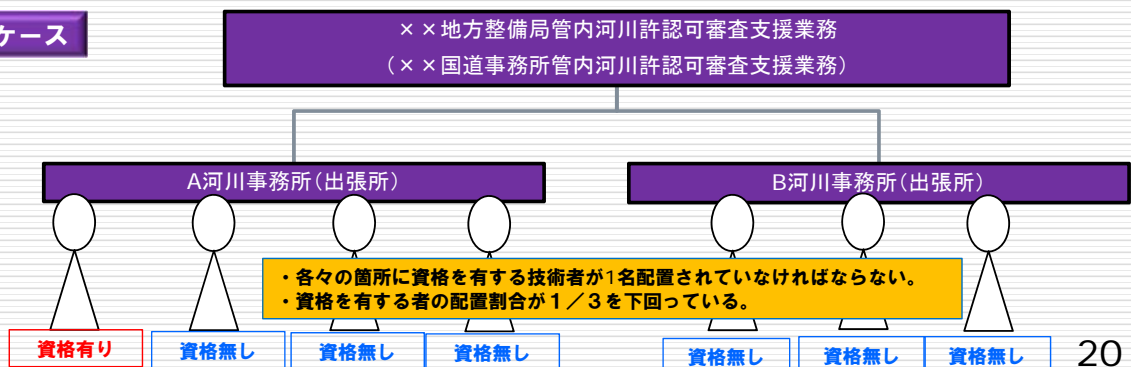 ケース
××地方整備局管内河川許認可審査支援業務
（××国道事務所管内河川許認可審査支援業務）
A河川事務所（出張所）
B河川事務所（出張所）
・各々の箇所に資格を有する技術者が1名配置されていなければならない。
・資格を有する者の配置割合が１／３を下回っている。
資格有り
資格無し
資格無し
資格無し
資格無し
資格無し
資格無し
20